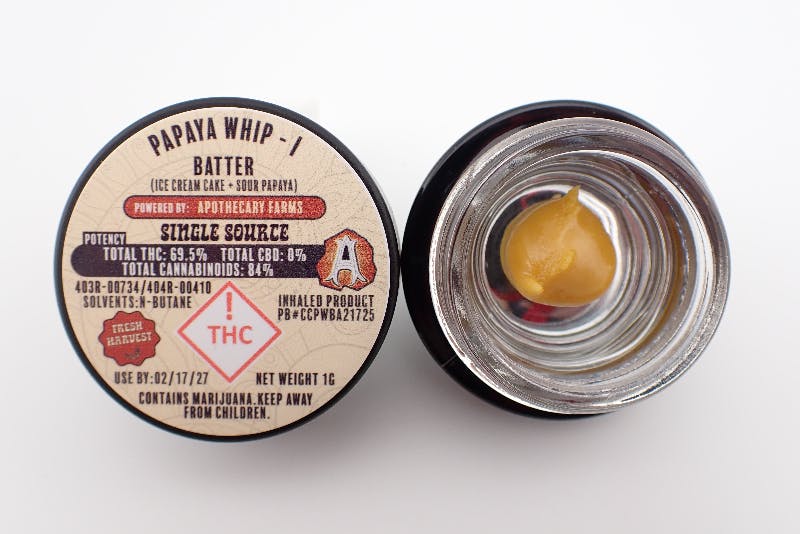 PAPAYA WHIP - I
BATTER
(ICE CREAM CAKE + SOUR PAPAYA)
POWERED BY: APOTHECARY FARMS
SINGLE SOURCE
POTENCY
TOTAL THC: 69.5% TOTAL CBD: 0%
TOTAL CANNABINOIDS: 84%
A
403R-00734/404R-00410
SOLVENTS:N-BUTANE
INHALED PRODUCT
PB#CCPWBA21725
!
THC
FRESH
HARVEST
USE BY:02/17/27
NET WEIGHT 1G
CONTAINS MARIJUANA.KEEP AWAY
FROM CHILDREN.